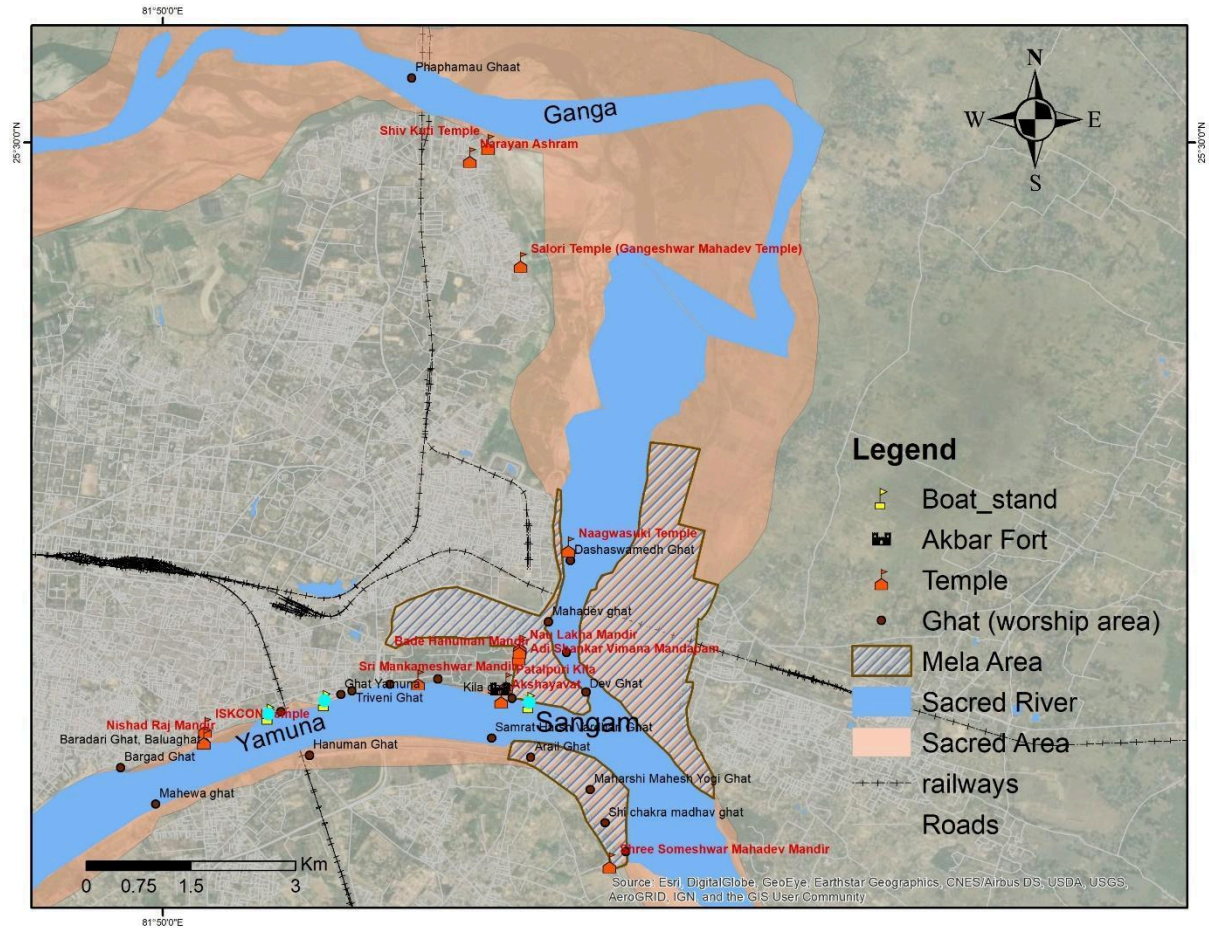 81°50'0"E
N
Phaphamau Ghaat
Ganga
W
E
25°30'0"N
25°30'0"N
Shiv Kuti Temple
Narayan Ashram
S
Salori Temple (Gangeshwar Mahadev Temple)
Legend
Boat_stand
Akbar Fort
Temple
Ghat (worship area)
Mela Area
Sacred River
Sacred Area
railways
Roads
Naagwasuki Temple
Dashaswamedh Ghat
Mahadev ghat
Nau Lakha Mandir
Bade Hanuman Mandir
Adi Shankar Vimana Mandapam
Sri Mankameshwar Mandir
Patalpuri Kila
Ghat Yamuna
Kila
Akshayavat
Dev Ghat
Triveni Ghat
ISKCON Temple
Sangam
Nishad Raj Mandir
Yamuna
Samrat Harsh Vardhan Ghat
Baradari Ghat, Baluaghat
Hanuman Ghat
Arail Ghat
Bargad Ghat
Maharshi Mahesh Yogi Ghat
Mahewa ghat
Shi chakra madhav ghat
Shree Someshwar Mahadev Mandir
Km
0 0.75 1.5 3
Source: Esri, DigitalGlobe, GeoEye, Earthstar Geographics, CNES/Airbus DS, USDA, USGS,
AeroGRID, IGN, and the GIS User Community
81°50'0"E